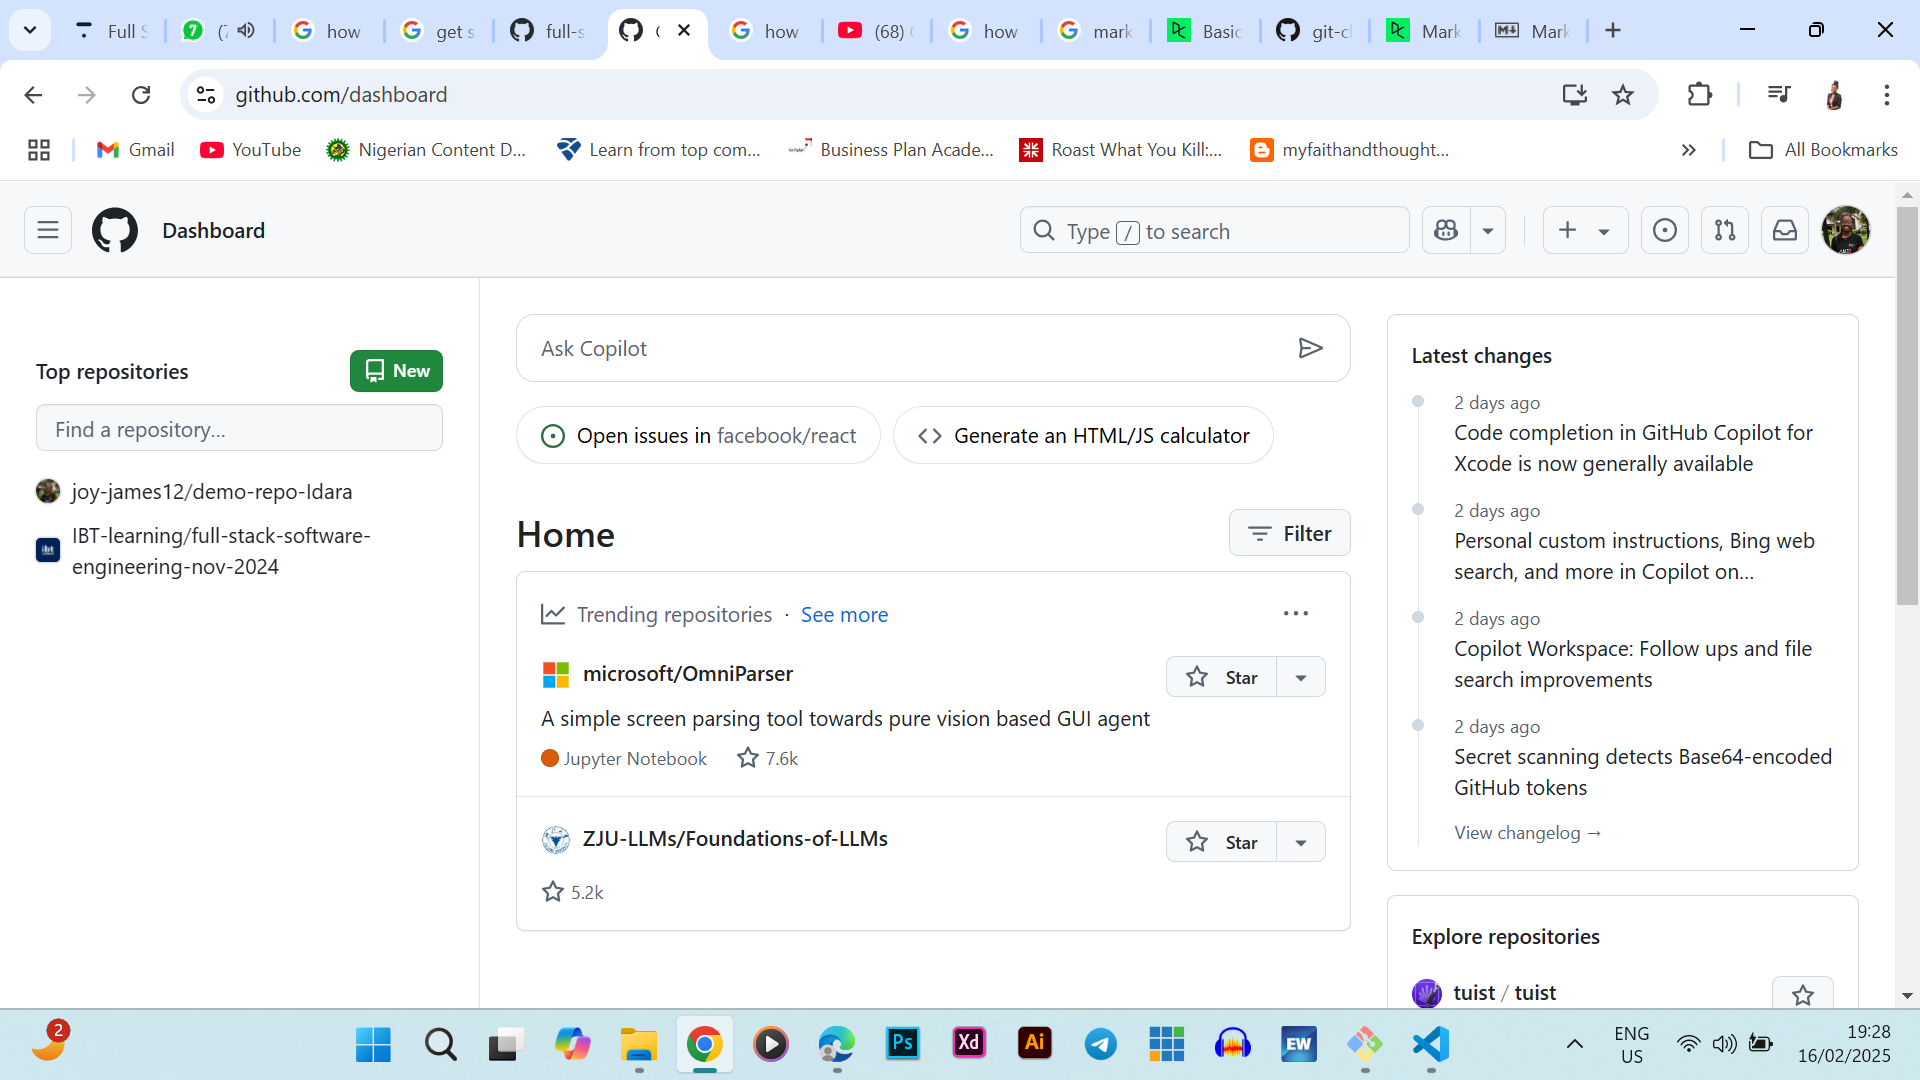 Full S
(7
how
get s
full-s
how
(68)
how
mark
Basic
git-cl
Mark
Mark
github.com/dashboard
Gmail
YouTube
Nigerian Content D...
Learn from top com...
Business Plan Acade...
Roast What You Kill:...
myfaithandthought...
All Bookmarks
Dashboard
Type / to search
Top repositories
New
Find a repository...
joy-james12/demo-repo-Idara
IBT-learning/full-stack-software-
engineering-nov-2024
Ask Copilot
Open issues in facebook/react
Generate an HTML/JS calculator
Home
Filter
Trending repositories · See more
microsoft/OmniParser
Star
A simple screen parsing tool towards pure vision based GUI agent
Jupyter Notebook
7.6k
ZJU-LLMs/Foundations-of-LLMs
Star
5.2k
Latest changes
2 days ago
Code completion in GitHub Copilot for
Xcode is now generally available
2 days ago
Personal custom instructions, Bing web
search, and more in Copilot on...
2 days ago
Copilot Workspace: Follow ups and file
search improvements
2 days ago
Secret scanning detects Base64-encoded
GitHub tokens
View changelog →
Explore repositories
tuist / tuist
2
Ps
Xd
Ai
EW
ENG
US
19:28
16/02/2025